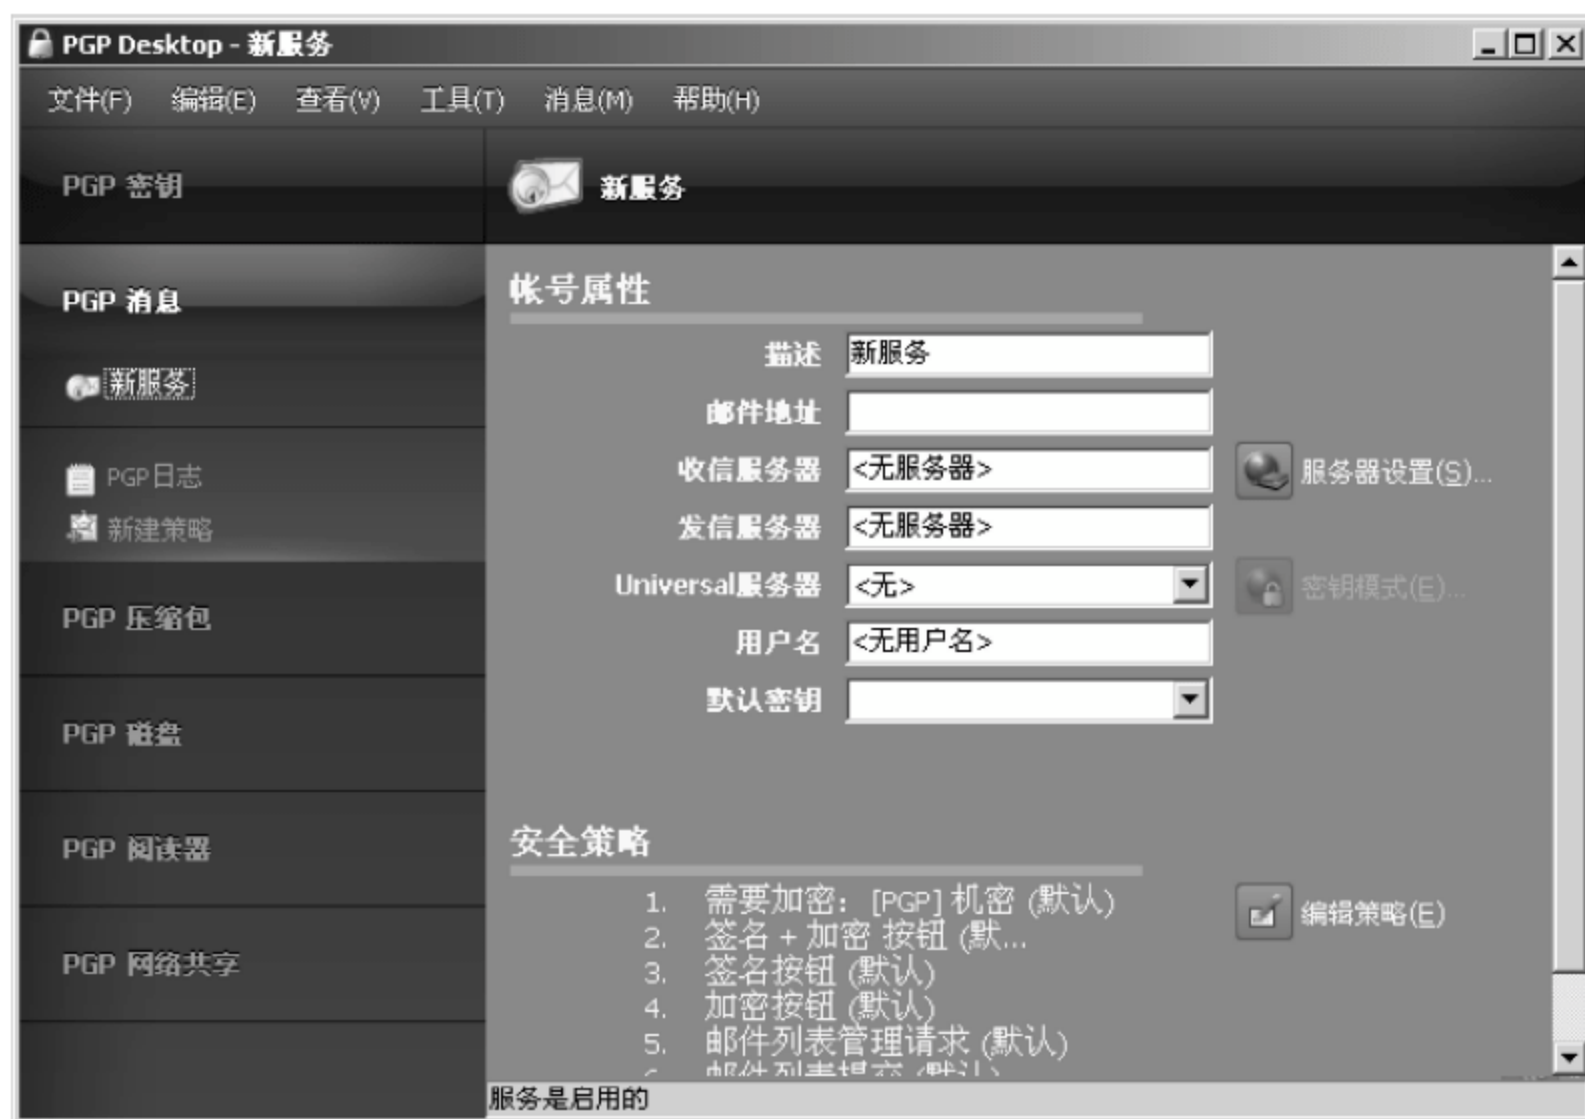 PGP Desktop - 新服务
文件(F) 编辑(E) 查看(V) 工具(T) 消息(M) 帮助(H)
PGP 密钥
PGP 消息
新服务
PGP日志
新建策略
PGP 压缩包
PGP 磁盘
PGP 阅读器
PGP 网络共享
新服务
帐号属性
描述 新服务
邮件地址
收信服务器 <无服务器> 服务器设置(S)...
发信服务器 <无服务器>
Universal服务器 <无> 密钥模式(E)...
用户名 <无用户名>
默认密钥
安全策略
1. 需要加密: [PGP] 机密 (默认)
2. 签名 + 加密 按钮 (默...
3. 签名按钮 (默认)
4. 加密按钮 (默认)
5. 邮件列表管理请求 (默认)
编辑策略(E)
服务是启用的